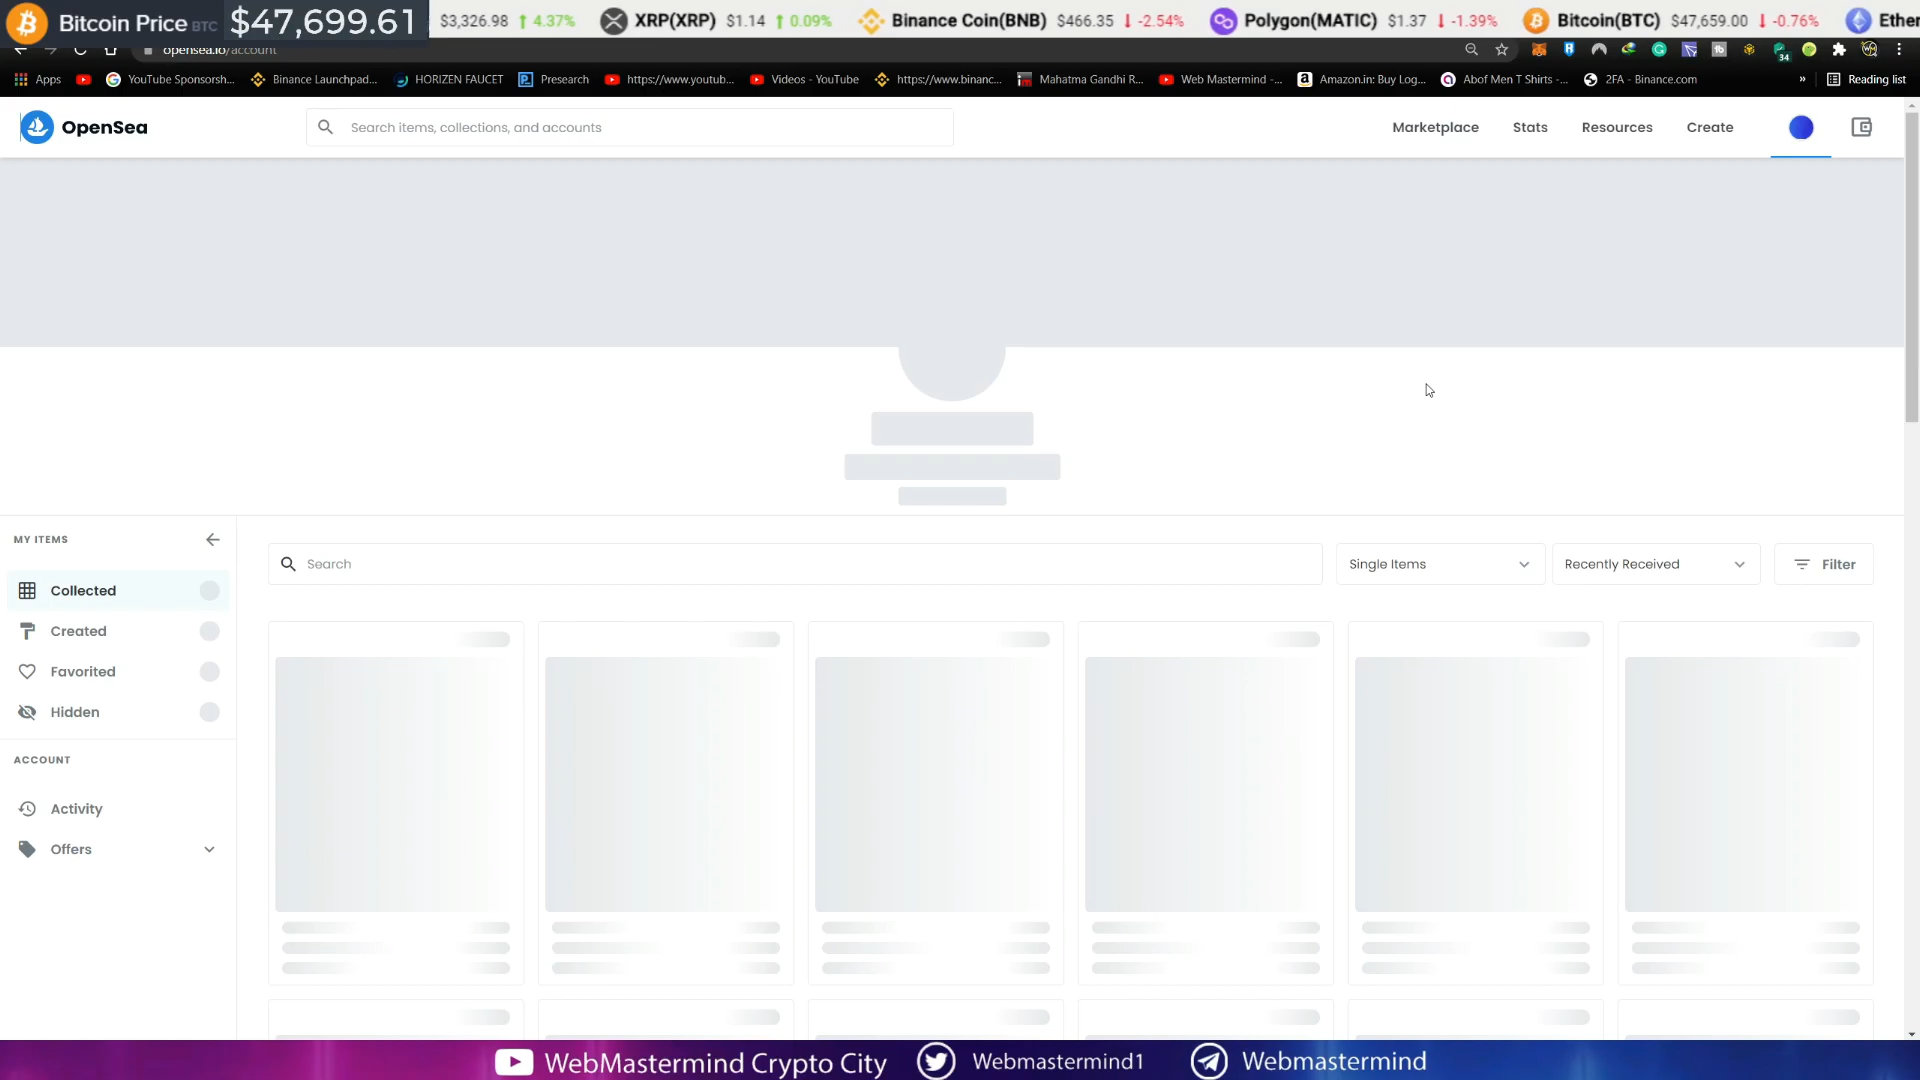 Bitcoin Price BTC $47,699.61 $3,326.98 4.37% XRP(XRP) $1.14 0.09% Binance Coin(BNB) $466.35 -2.54% Polygon(MATIC) $1.37 -1.39% Bitcoin(BTC) $47,659.00 -0.76% Ether
opensea.io/account
34
Apps YouTube Sponsorsh... Binance Launchpad... HORIZEN FAUCET Presearch https://www.youtub... Videos - YouTube https://www.binanc... Mahatma Gandhi R... Web Mastermind -... Amazon.in: Buy Log... Abof Men T Shirts -... 2FA - Binance.com » Reading list
OpenSea Search items, collections, and accounts Marketplace Stats Resources Create
MY ITEMS
Search Single Items Recently Received Filter
Collected
Created
Favorited
Hidden
ACCOUNT
Activity
Offers
WebMastermind Crypto City Webmastermind1 Webmastermind